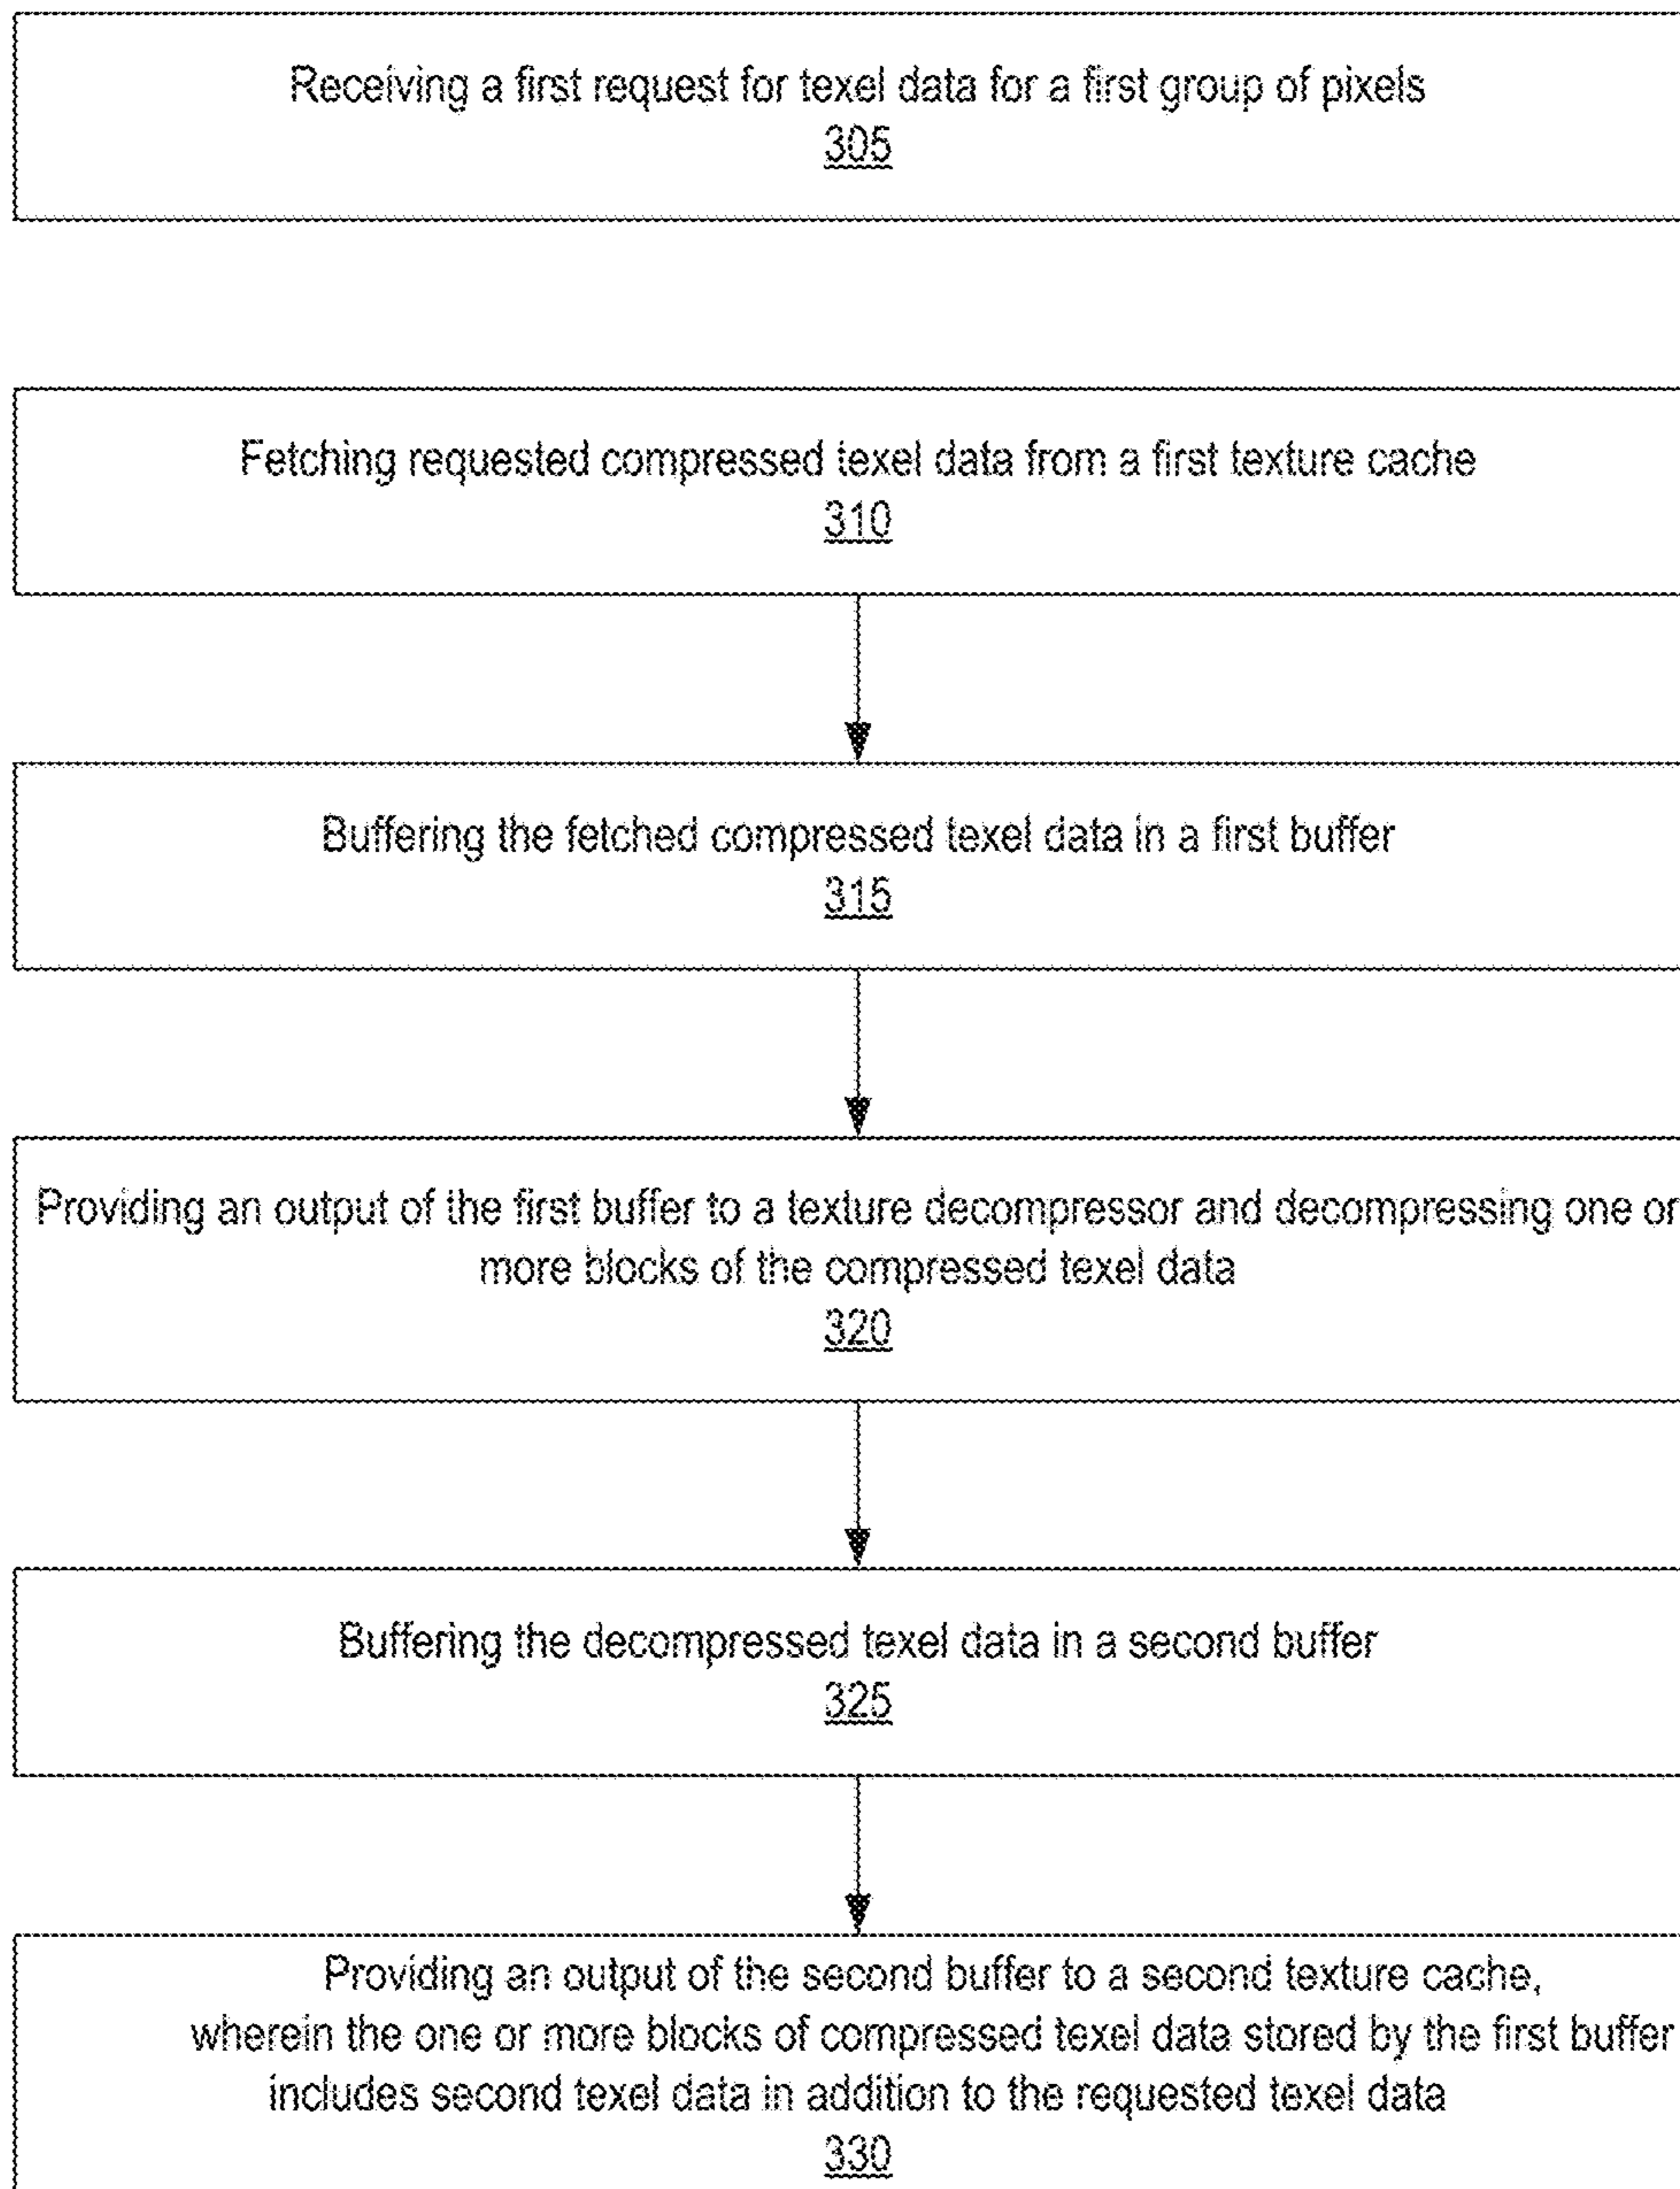 Receiving a first request for texel data for a first group of pixels
305
Fetching requested compressed texel data from a first texture cache
310
Buffering the fetched compressed texel data in a first buffer
315
Providing an output of the first buffer to a texture decompressor and decompressing one or
more blocks of the compressed texel data
320
Buffering the decompressed texel data in a second buffer
325
Providing an output of the second buffer to a second texture cache,
wherein the one or more blocks of compressed texel data stored by the first buffer
includes second texel data in addition to the requested texel data
330